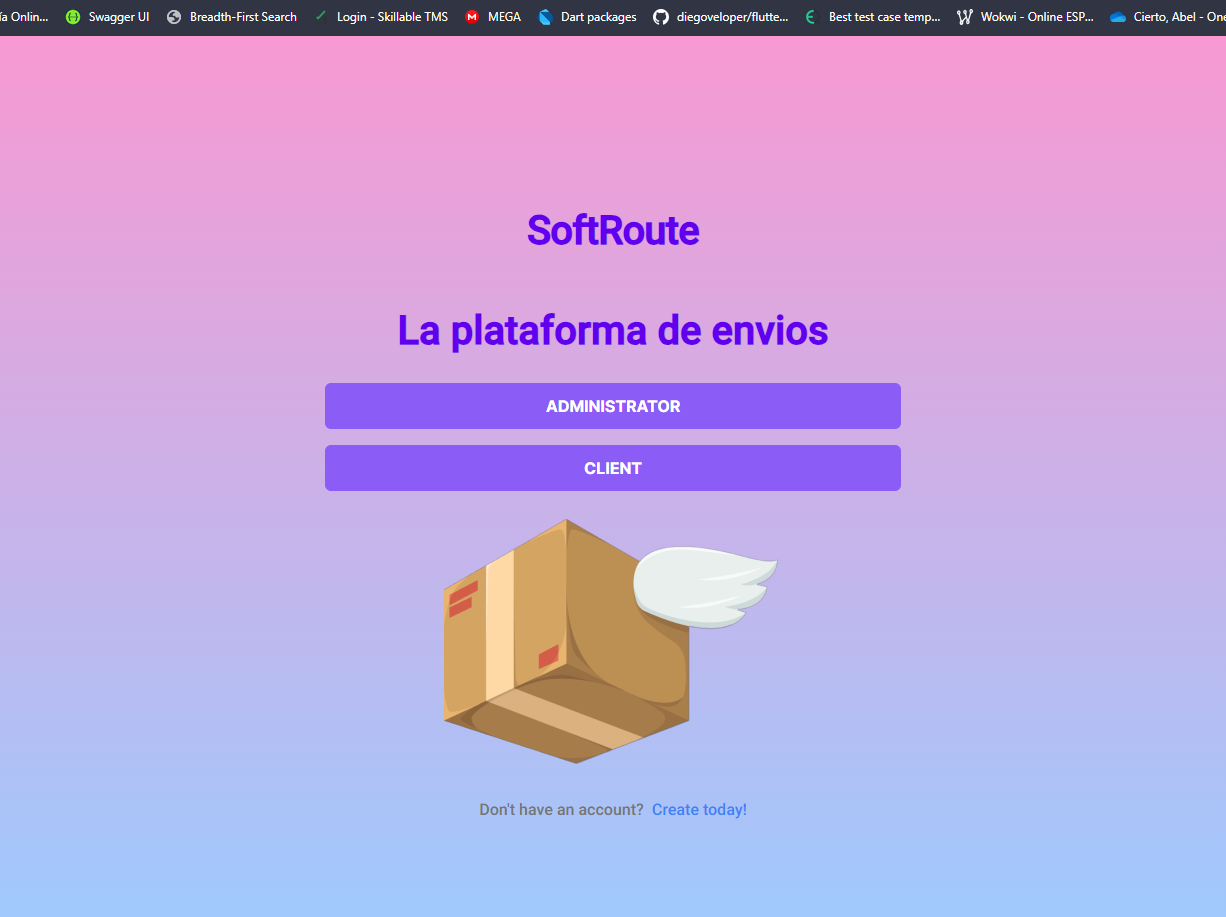 ía Onlin... Swagger UI Breadth-First Search Login - Skillable TMS MEGA Dart packages diegoveloper/flutte... Best test case temp... Wokwi - Online ESP... Cierto, Abel - One
SoftRoute
La plataforma de envios
ADMINISTRATOR
CLIENT
Don't have an account? Create today!